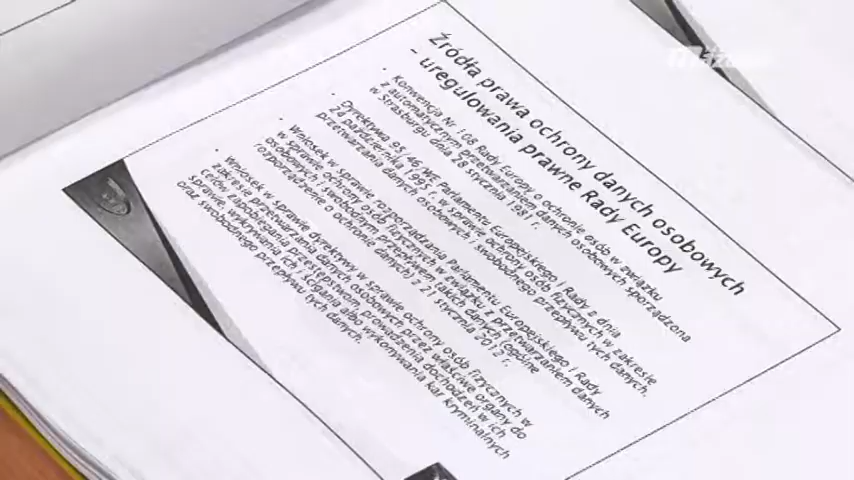 Źródła prawa ochrony danych osobowych
– uregulowania prawne Rady Europy
• Konwencja Nr 108 Rady Europy o ochronie osób w związku
z automatycznym przetwarzaniem danych osobowych sporządzona
w Strasburgu dnia 28 stycznia 1981 r.
• Dyrektywa 95/46/WE Parlamentu Europejskiego i Rady z dnia
24 października 1995 r. w sprawie ochrony osób fizycznych w zakresie
przetwarzania danych osobowych i swobodnego przepływu tych danych.
• Wniosek w sprawie rozporządzania Parlamentu Europejskiego i Rady
w sprawie ochrony osób fizycznych w związku z przetwarzaniem danych
osobowych i swobodnym przepływem takich danych (ogólne
rozporządzenie o ochronie danych) z 21 stycznia 2012 r.
• Wniosek w sprawie dyrektywy w sprawie ochrony osób fizycznych w
zakresie przetwarzania danych osobowych przez właściwe organy do
celów zapobiegania przestępstwom, prowadzenia dochodzeń w ich
sprawie, wykrywania ich i ścigania albo wykonywania kar kryminalnych
oraz swobodnego przepływu tych danych.